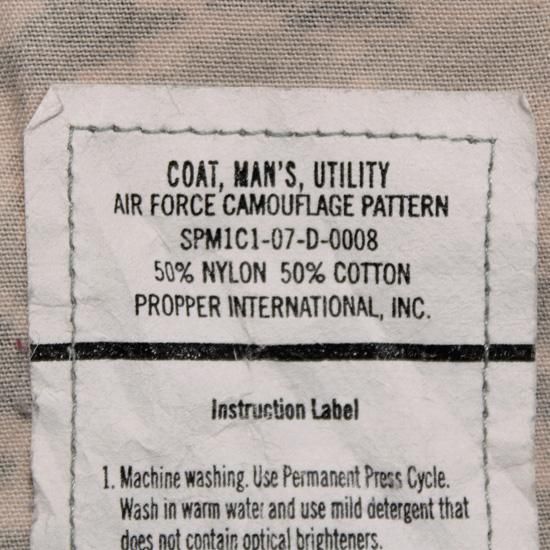 COAT, MAN'S, UTILITY
AIR FORCE CAMOUFLAGE PATTERN
SPM1C1-07-D-0008
50% NYLON 50% COTTON
PROPPER INTERNATIONAL, INC.
Instruction Label
1. Machine washing. Use Permanent Press Cycle.
Wash in warm water and use mild detergent that
does not contain optical brighteners.